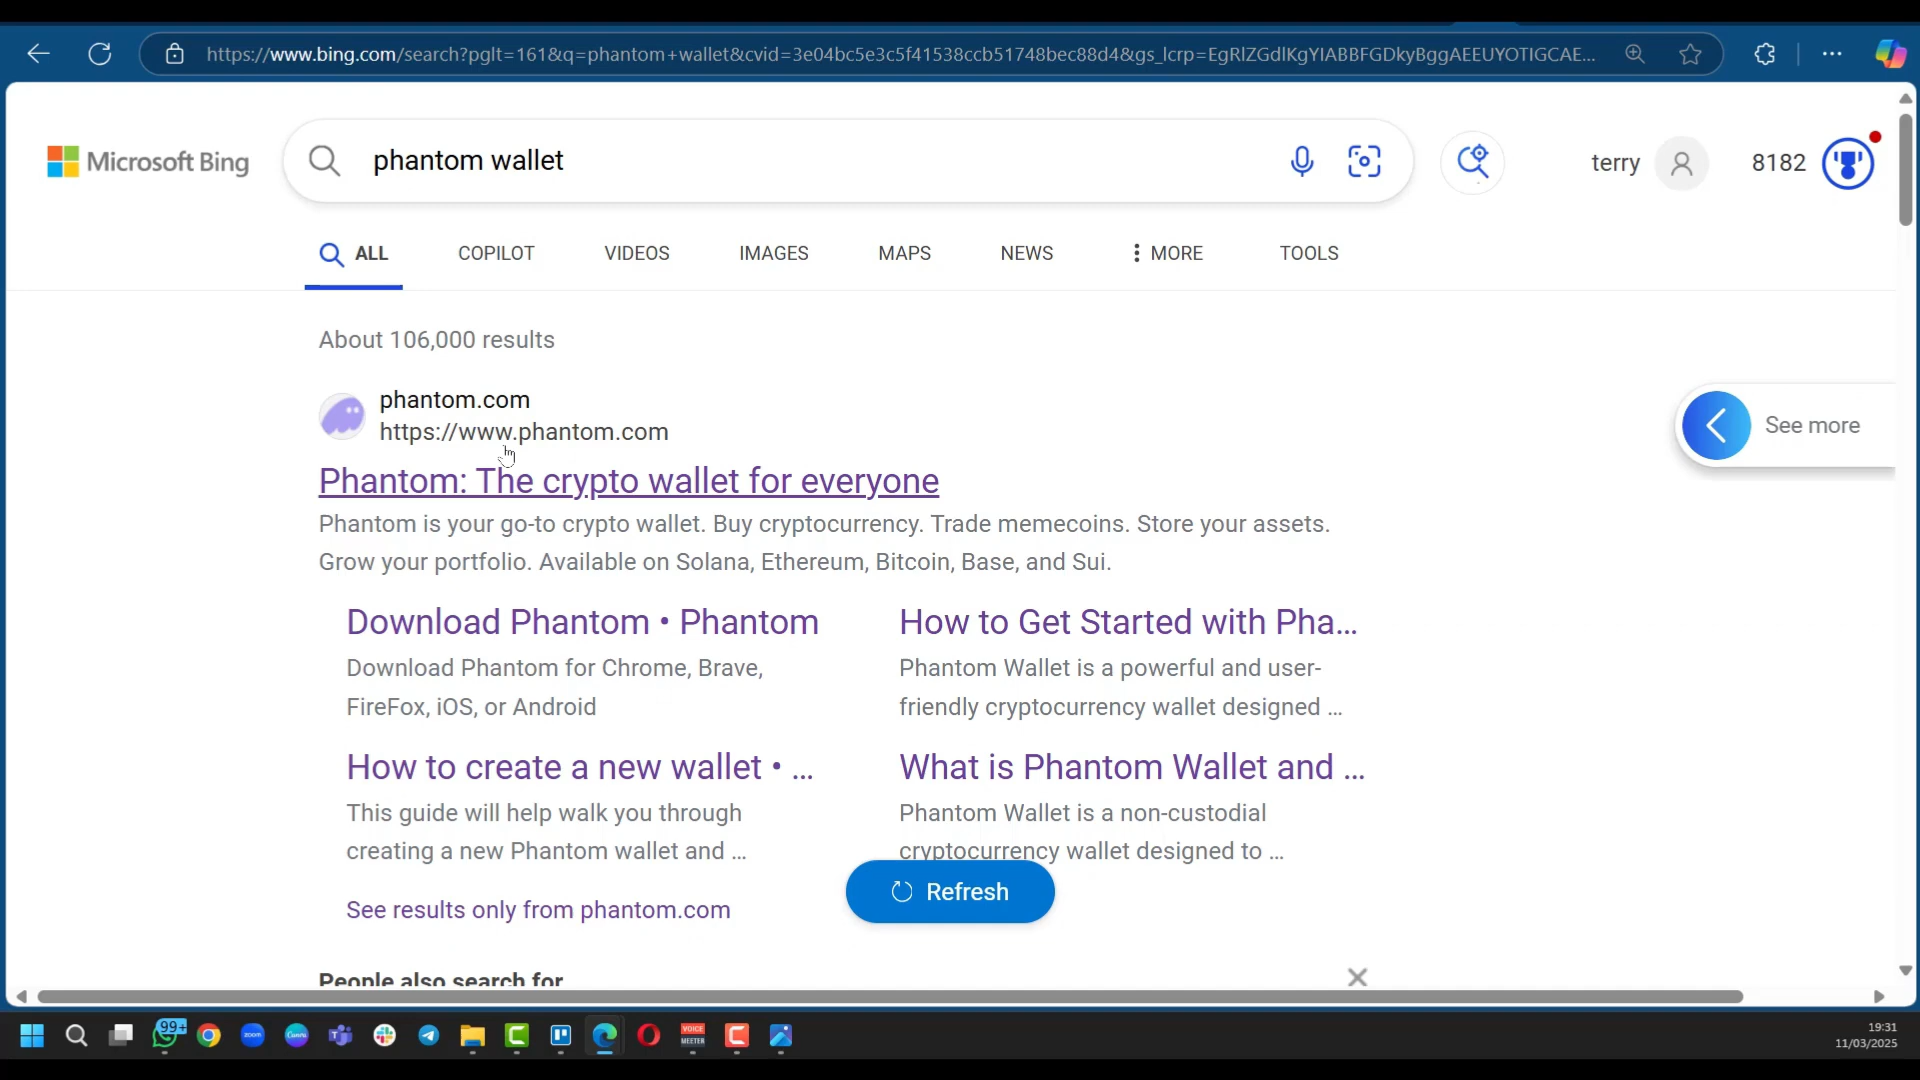 https://www.bing.com/search?pglt=161&q=phantom+wallet&cvid=3e04bc5e3c5f41538ccb51748bec88d4&gs_lcrp=EgRlZGdlKgYIABBFGDkyBggAEEUYOTIGCAE...
Microsoft Bing
phantom wallet
terry
8182
ALL
COPILOT
VIDEOS
IMAGES
MAPS
NEWS
MORE
TOOLS
About 106,000 results
phantom.com
https://www.phantom.com
See more
Phantom: The crypto wallet for everyone
Phantom is your go-to crypto wallet. Buy cryptocurrency. Trade memecoins. Store your assets.
Grow your portfolio. Available on Solana, Ethereum, Bitcoin, Base, and Sui.
Download Phantom • Phantom
Download Phantom for Chrome, Brave,
FireFox, iOS, or Android
How to Get Started with Pha...
Phantom Wallet is a powerful and user-
friendly cryptocurrency wallet designed ...
How to create a new wallet • ...
This guide will help walk you through
creating a new Phantom wallet and ...
What is Phantom Wallet and ...
Phantom Wallet is a non-custodial
cryptocurrency wallet designed to ...
Refresh
See results only from phantom.com
People also search for
99+
zoom
Canva
VOICE
MEETER
19:31
11/03/2025